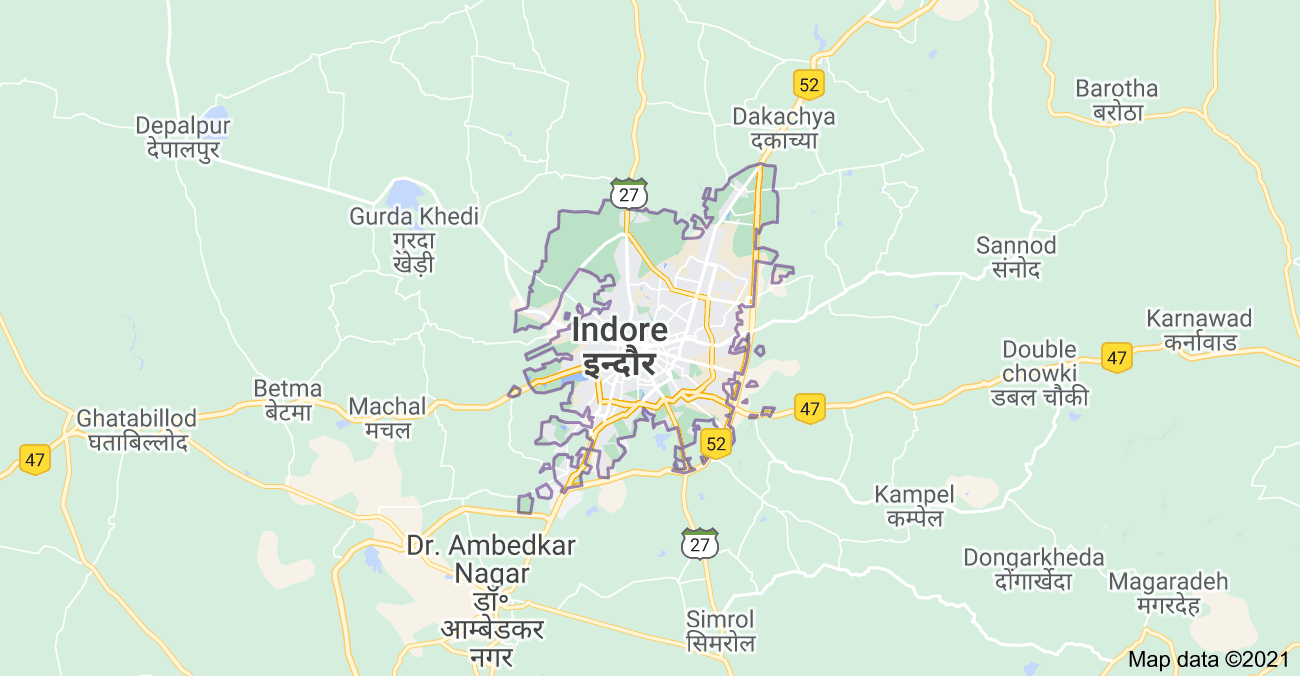 52
Barotha
बरोठा
Dakachya
दकाच्या
Depalpur
देपालपुर
27
Gurda Khedi
गुरदा
खेड़ी
Sannod
संनोद
Indore
इन्दौर
Karnawad
कर्नावाड
Double
chowki
डबल चौकी
47
Betma
बेटमा
Machal
मचल
47
Ghatabillod
घताबिल्लोद
52
47
Kampel
कम्पेल
27
Dr. Ambedkar
Nagar
डॉ॰
आम्बेडकर
नगर
Dongarkheda
दोंगार्खेदा
Magaradeh
मगरदेह
Simrol
सिमरोल
Map data ©2021